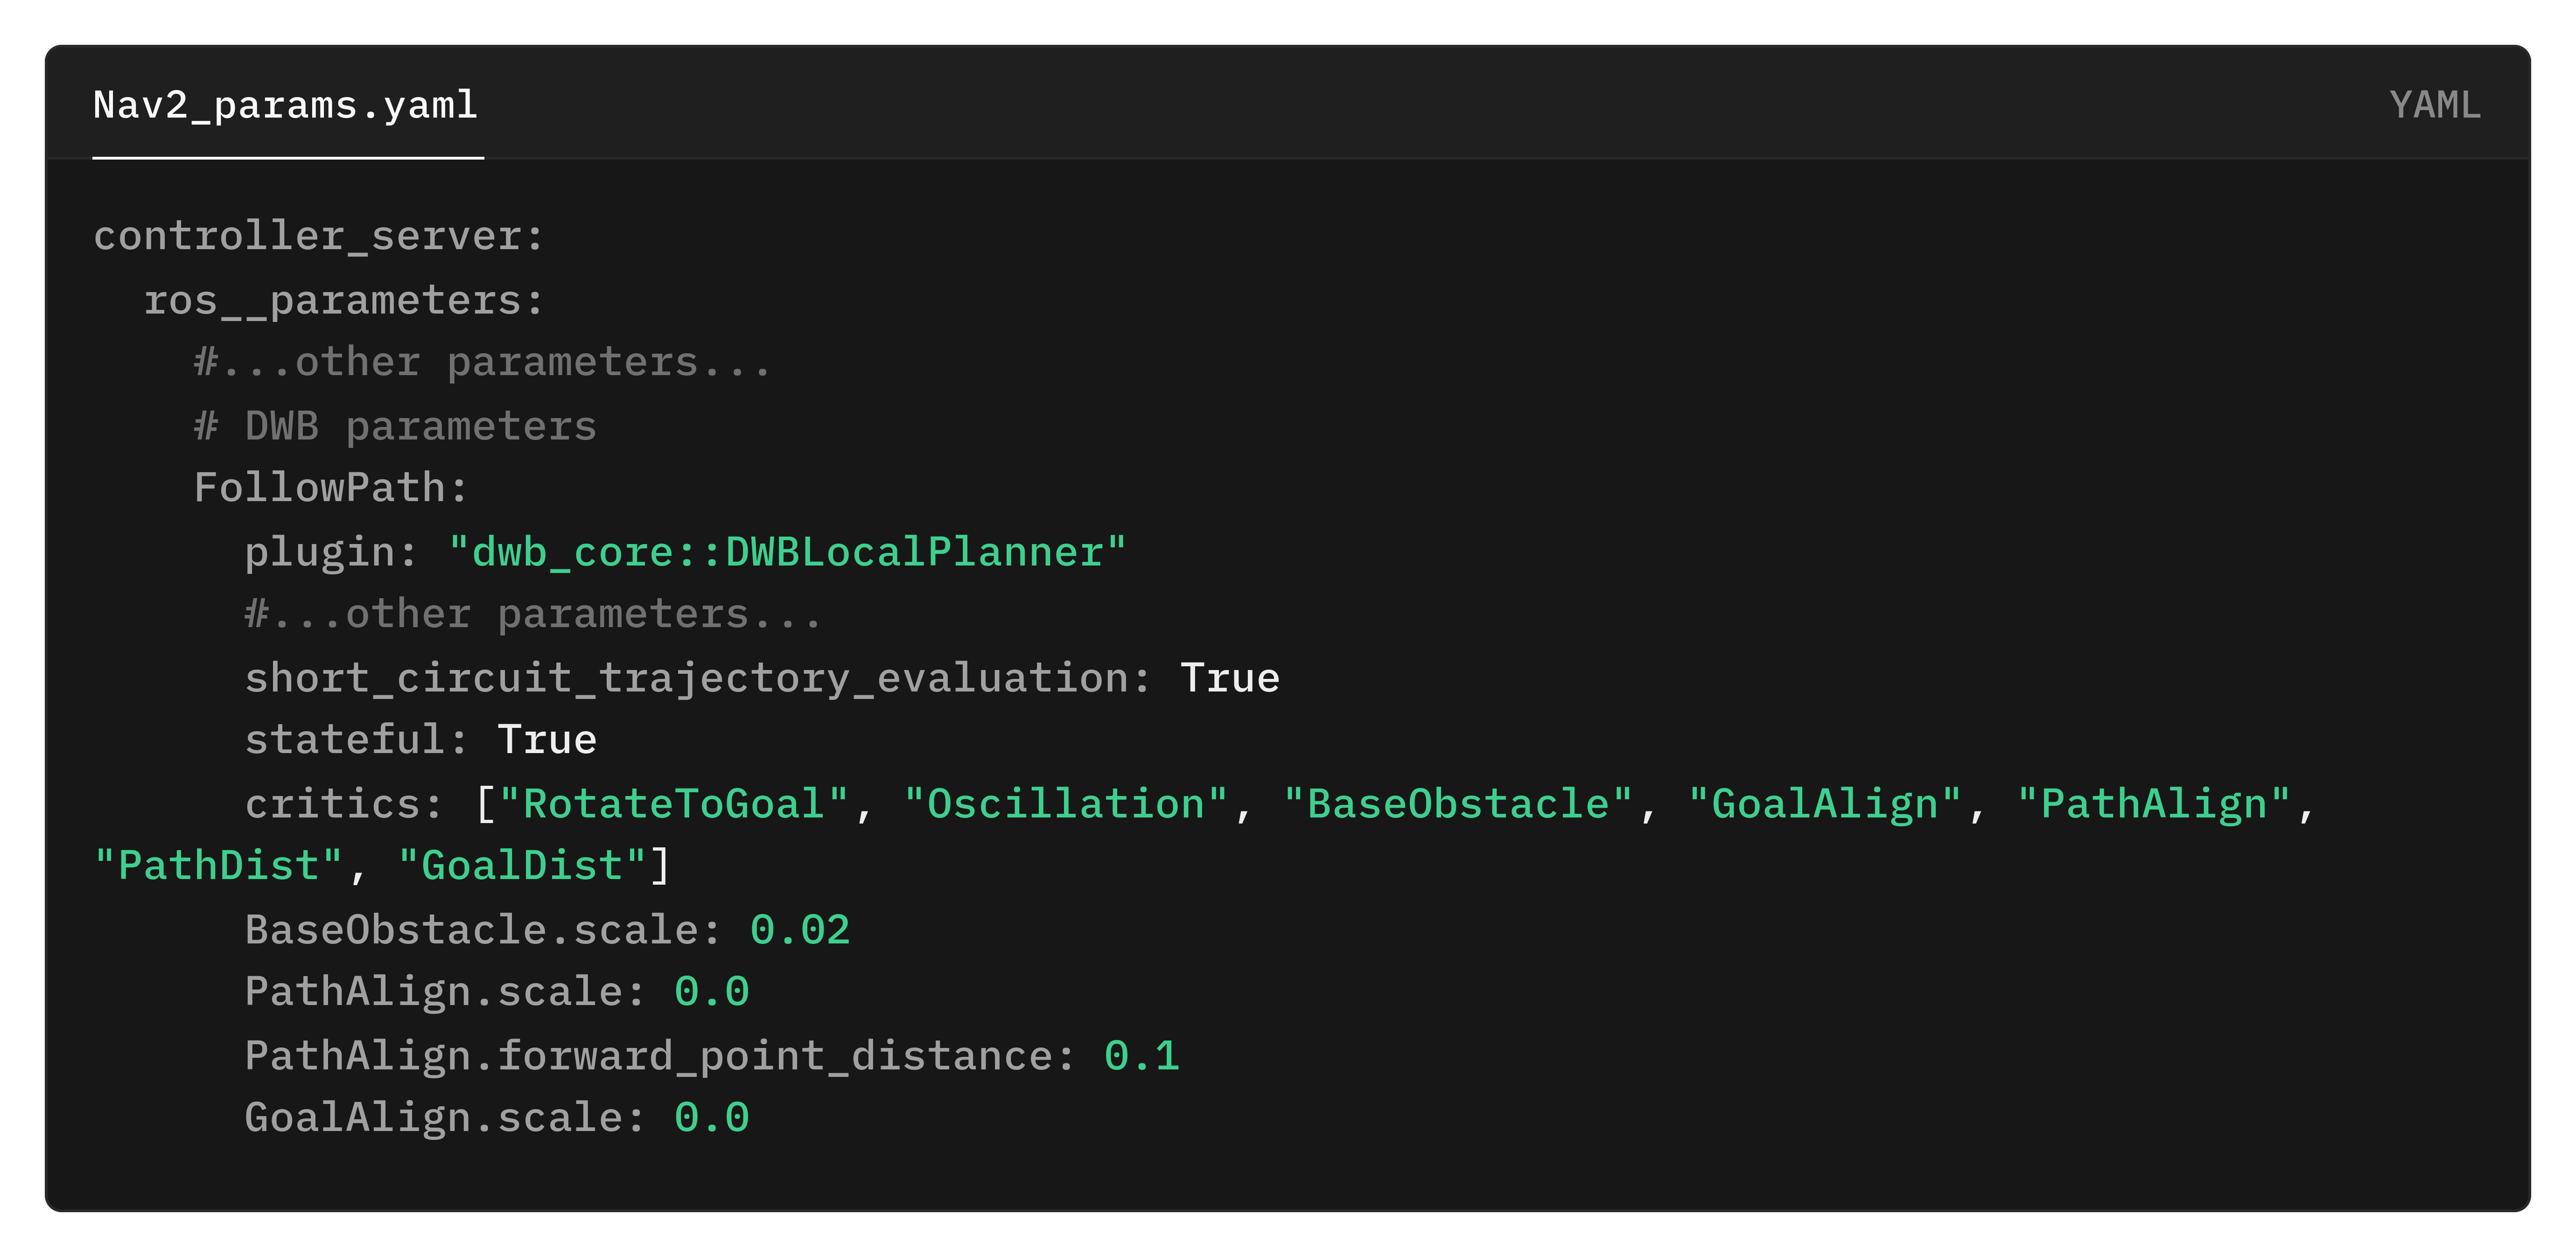 Nav2_params.yaml
YAML
controller_server:
  ros__parameters:
    #...other parameters...
    # DWB parameters
    FollowPath:
      plugin: "dwb_core::DWBLocalPlanner"
      #...other parameters...
      short_circuit_trajectory_evaluation: True
      stateful: True
      critics: ["RotateToGoal", "Oscillation", "BaseObstacle", "GoalAlign", "PathAlign",
"PathDist", "GoalDist"]
      BaseObstacle.scale: 0.02
      PathAlign.scale: 0.0
      PathAlign.forward_point_distance: 0.1
      GoalAlign.scale: 0.0